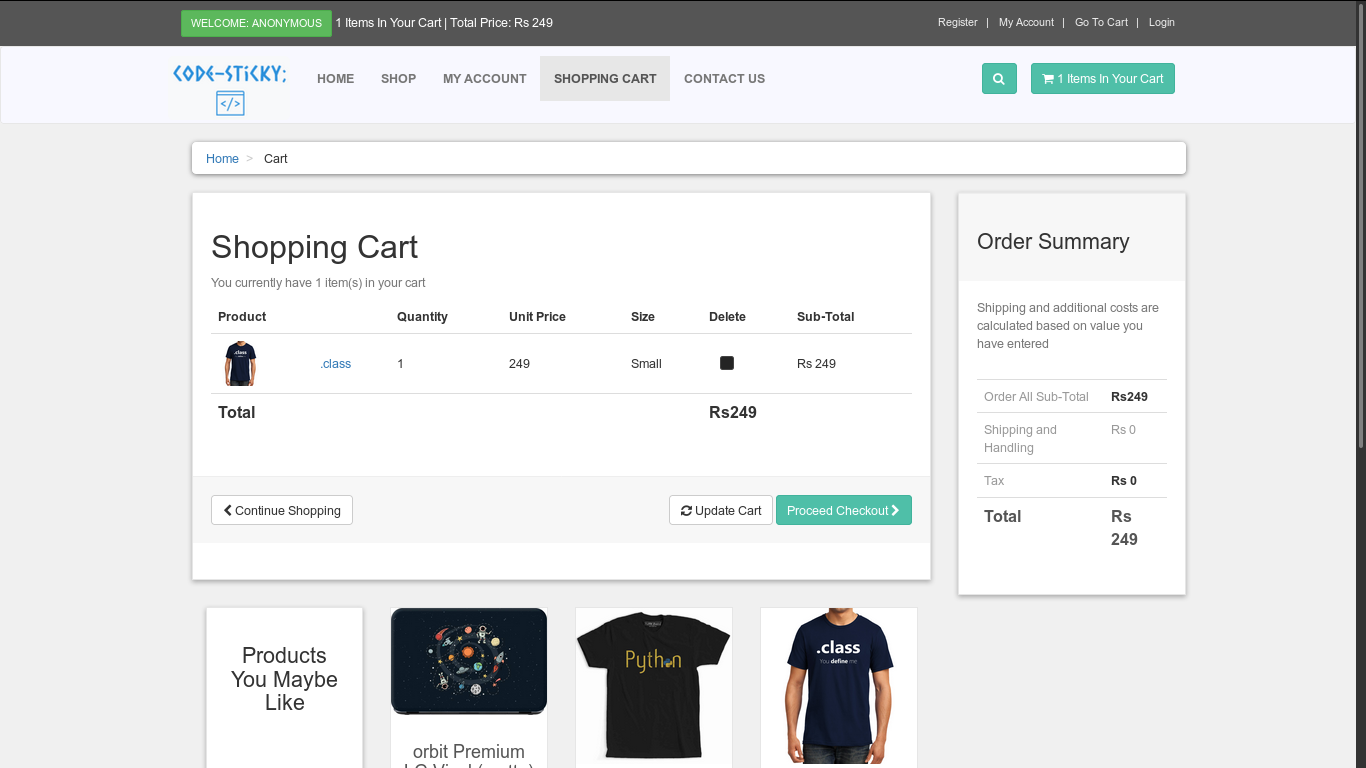 WELCOME: ANONYMOUS 1 Items In Your Cart | Total Price: Rs 249
Register | My Account | Go To Cart | Login
CODE-STiCKY;
</>
HOME SHOP MY ACCOUNT SHOPPING CART CONTACT US
1 Items In Your Cart
Home > Cart
Shopping Cart
You currently have 1 item(s) in your cart
Product Quantity Unit Price Size Delete Sub-Total
.class 1 249 Small Rs 249
Total Rs249
Continue Shopping Update Cart Proceed Checkout
Order Summary
Shipping and additional costs are
calculated based on value you
have entered
Order All Sub-Total Rs249
Shipping and Rs 0
Handling
Tax Rs 0
Total Rs
249
Products
You Maybe
Like
orbit Premium
Python
.class
You define me